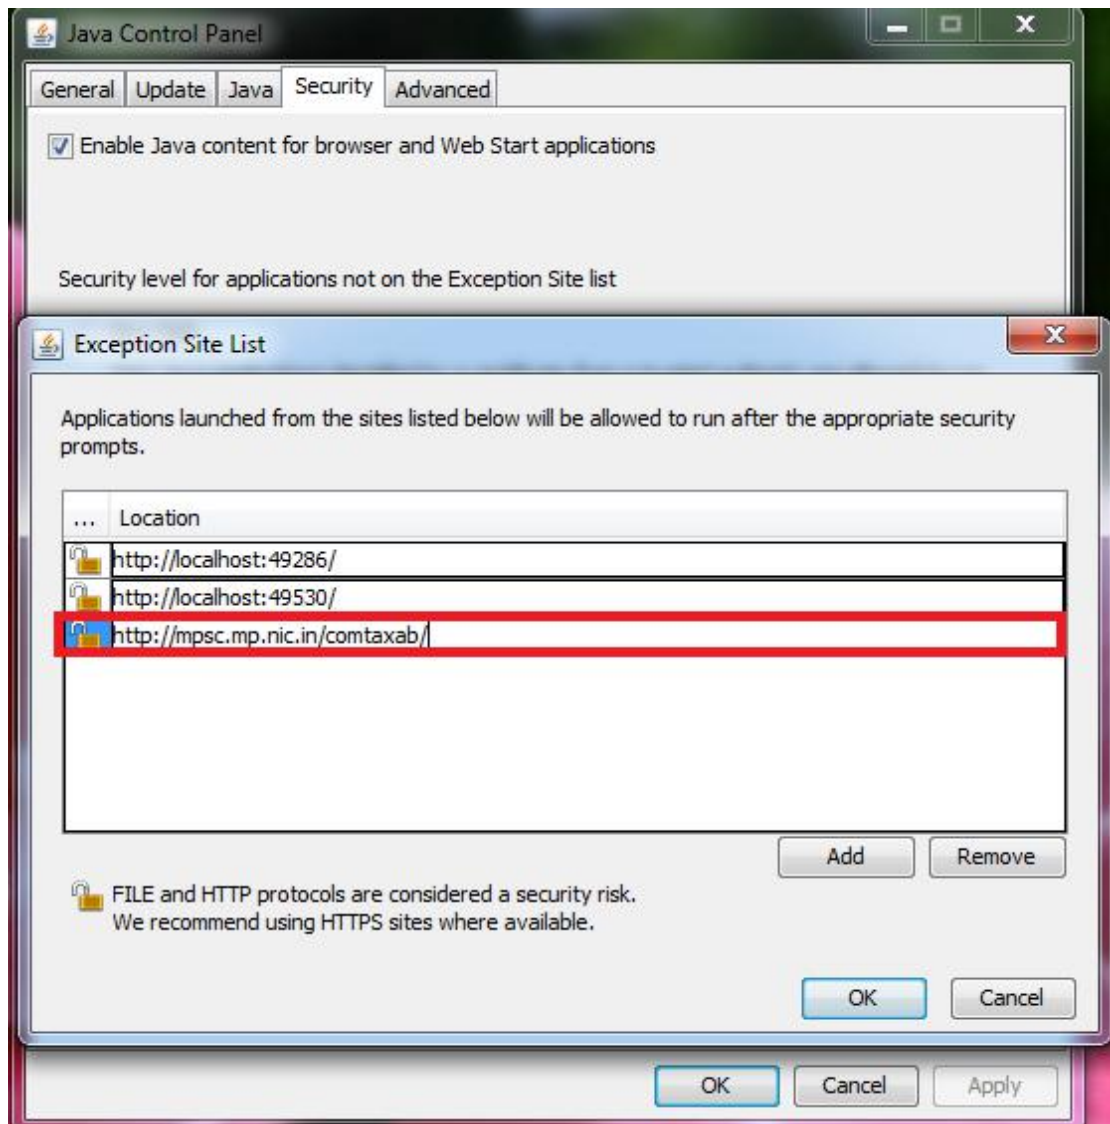 Java Control Panel
General Update Java Security Advanced
Enable Java content for browser and Web Start applications
Security level for applications not on the Exception Site list
Exception Site List
Applications launched from the sites listed below will be allowed to run after the appropriate security
prompts.
... Location
http://localhost:49286/
http://localhost:49530/
http://mpsc.mp.nic.in/comtaxab/
Add Remove
FILE and HTTP protocols are considered a security risk.
We recommend using HTTPS sites where available.
OK Cancel
OK Cancel Apply